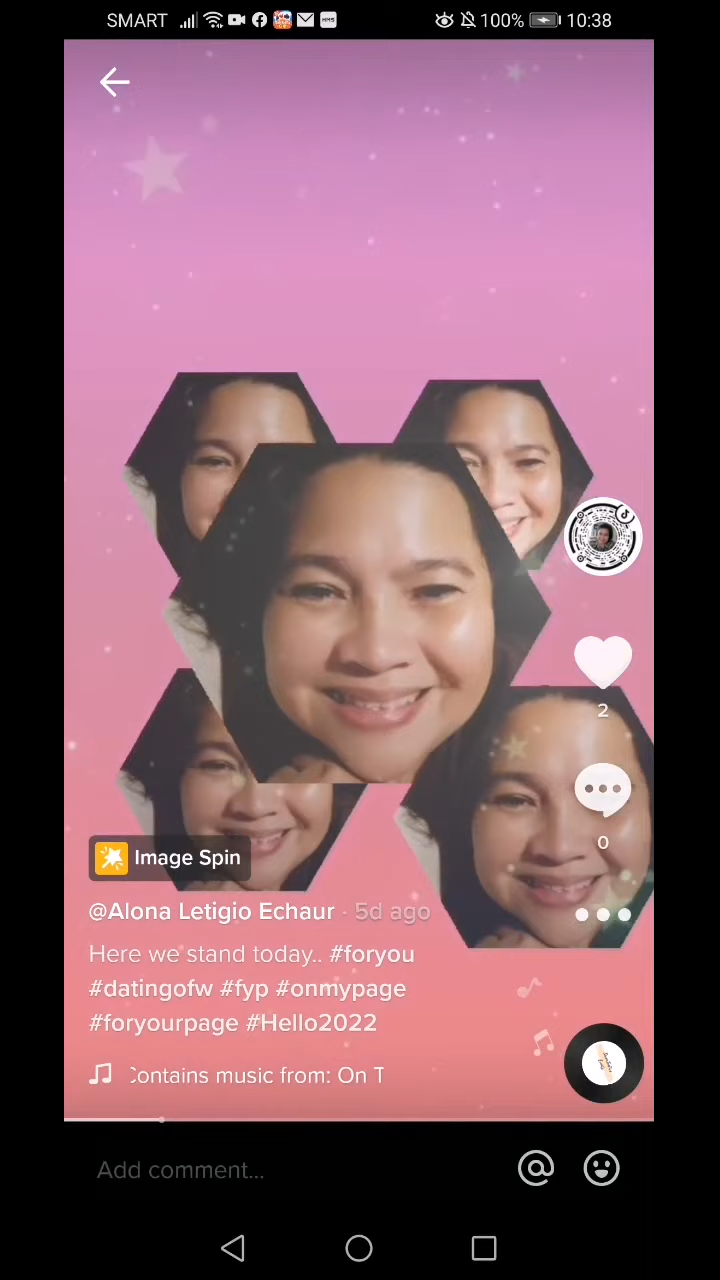 SMART HMS 100% 10:38
Image Spin
@Alona Letigio Echaur · 5d ago
Here we stand today.. #foryou
#datingofw #fyp #onmypage
#foryourpage #Hello2022
Contains music from: On T
2
0
Add comment...